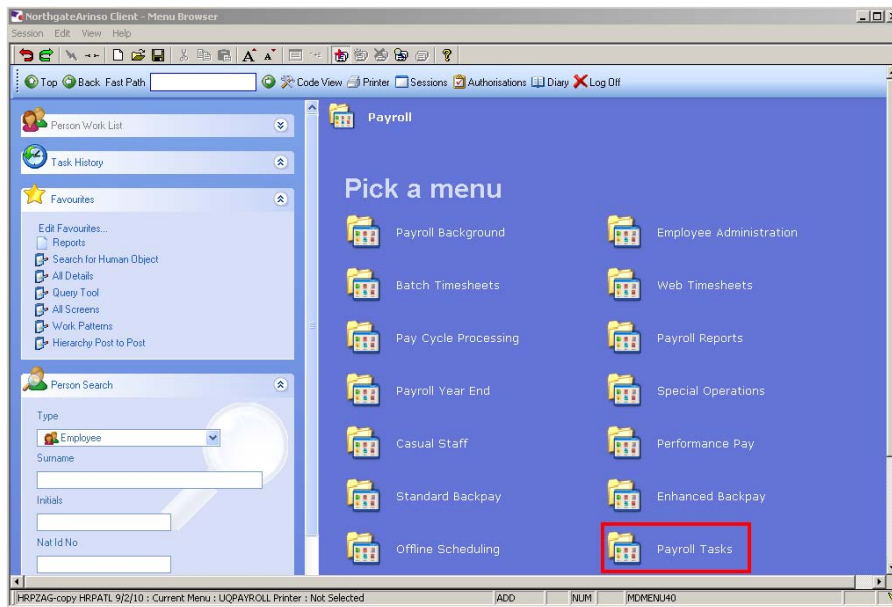 NorthgateArinso Client - Menu Browser
Session Edit View Help
Top Back Fast Path Code View Printer Sessions Authorisations Diary Log Off
Person Work List
Task History
Favourites
Edit Favourites...
Reports
Search for Human Object
All Details
Query Tool
All Screens
Work Patterns
Hierarchy Post to Post
Person Search
Type
Employee
Surname
Initials
Nat Id No
Payroll
Pick a menu
Payroll Background Employee Administration
Batch Timesheets Web Timesheets
Pay Cycle Processing Payroll Reports
Payroll Year End Special Operations
Casual Staff Performance Pay
Standard Backpay Enhanced Backpay
Offline Scheduling Payroll Tasks
HRPZAG-copy HRPATL 9/2/10 : Current Menu : UQPAYROLL Printer : Not Selected ADD NUM MDMENU40